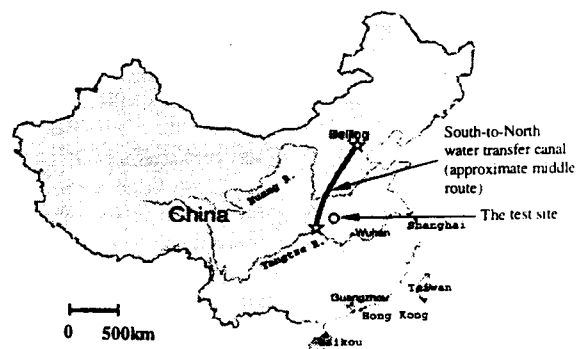 Beijing
South-to-North
water transfer canal
(approximate middle
route)
Huang R.
China
The test site
Shanghai
Wuhan
Yangtze R.
Taiwan
Guangzhou
Hong Kong
Haikou
0 500km